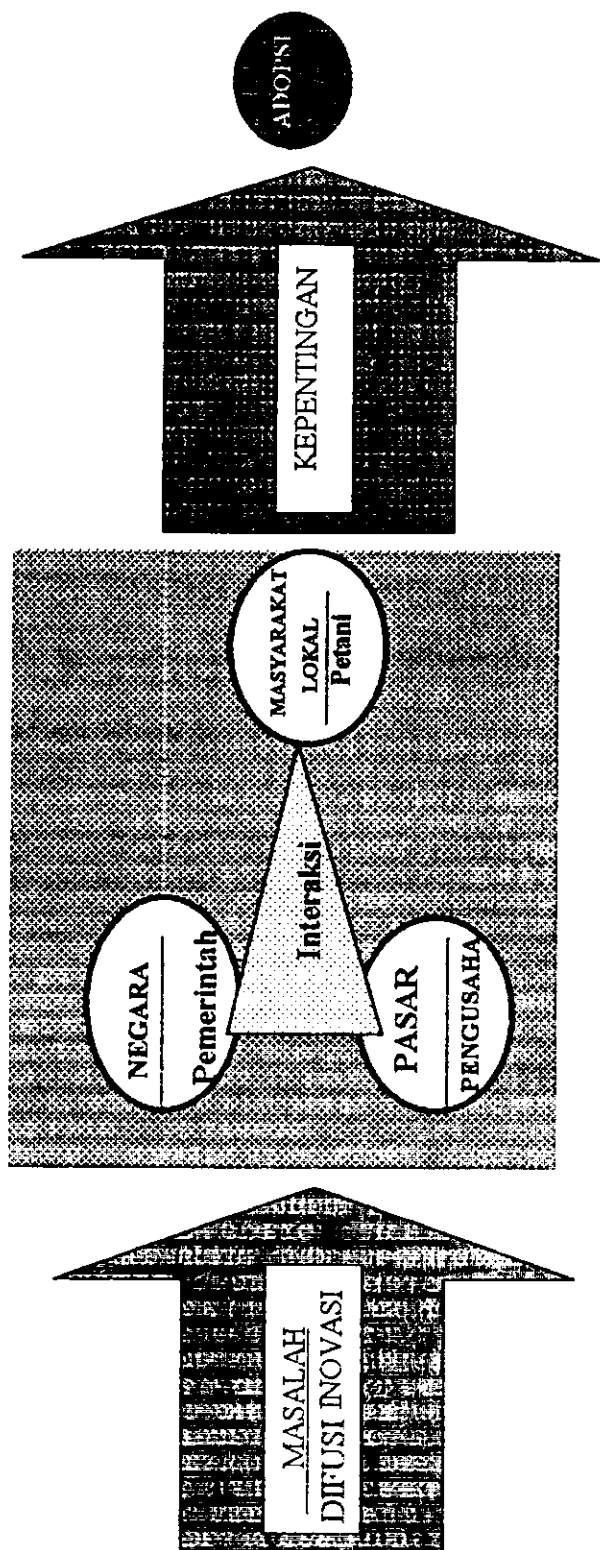 MASALAH
DIFUSI INOVASI
NEGARA
Pemerintah
PASAR
PENGUSAHA
Interaksi
MASYARAKAT
LOKAL
Petani
KEPENTINGAN
ADOPSI